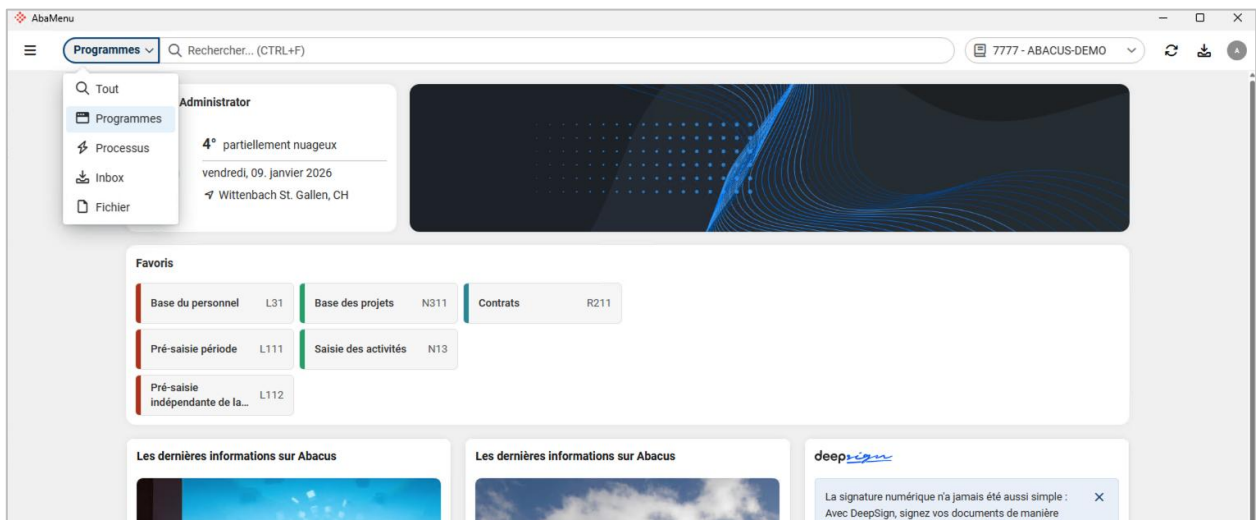 AbaMenu
Programmes
Rechercher... (CTRL+F)
7777 - ABACUS-DEMO
A
Tout
Programmes
Processus
Inbox
Fichier
Administrator
4° partiellement nuageux
vendredi, 09. janvier 2026
Wittenbach St. Gallen, CH
Favoris
Base du personnel L31
Base des projets N311
Contrats R211
Pré-saisie période L111
Saisie des activités N13
Pré-saisie
indépendante de la... L112
Les dernières informations sur Abacus
Les dernières informations sur Abacus
deepsign
La signature numérique n'a jamais été aussi simple :
Avec DeepSign, signez vos documents de manière